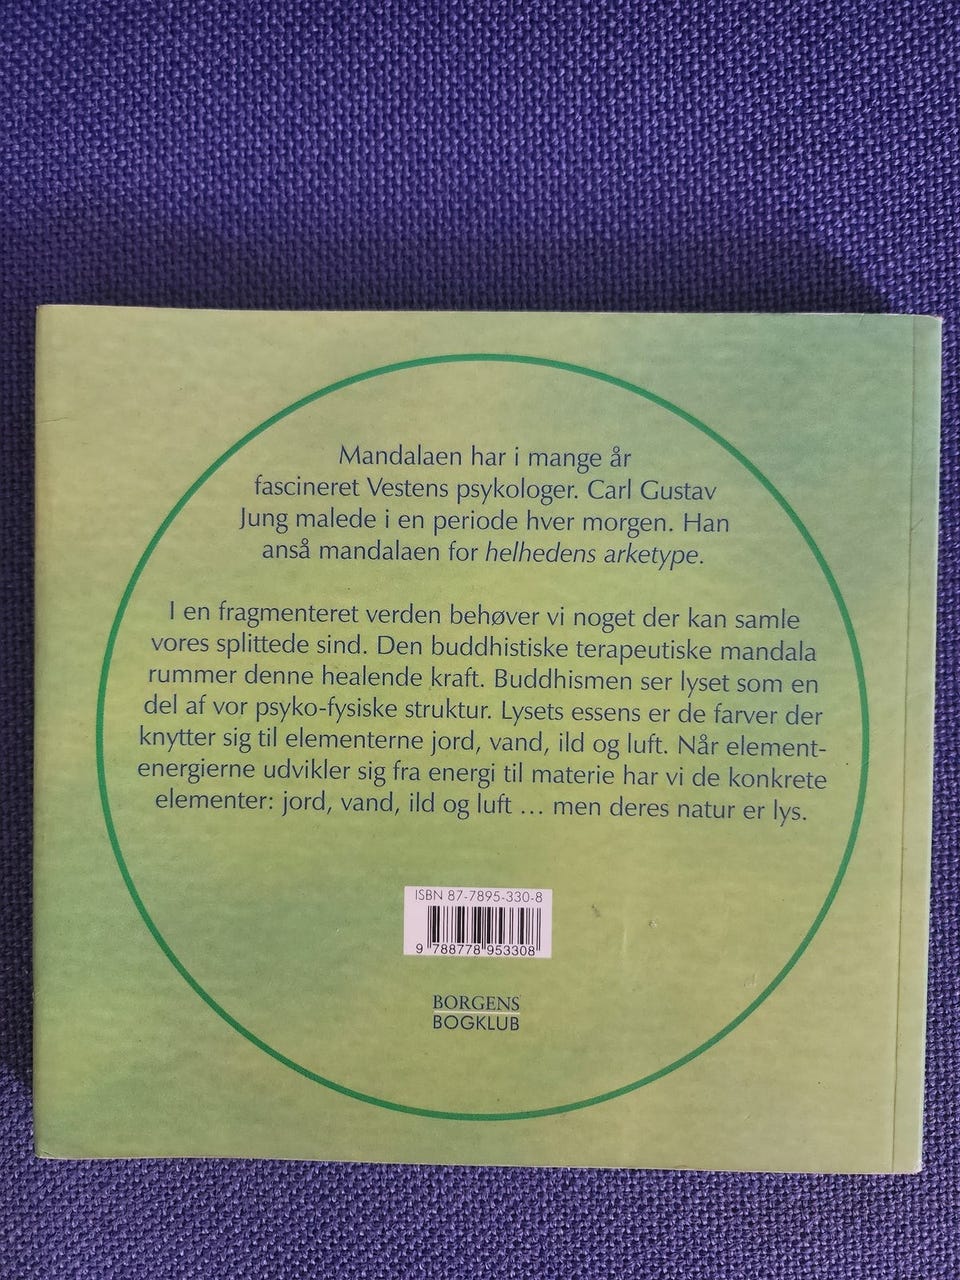 Mandalaen har i mange år
fascineret Vestens psykologer. Carl Gustav
Jung malede i en periode hver morgen. Han
anså mandalaen for helhedens arketype.
I en fragmenteret verden behøver vi noget der kan samle
vores splittede sind. Den buddhistiske terapeutiske mandala
rummer denne healende kraft. Buddhismen ser lyset som en
del af vor psyko-fysiske struktur. Lysets essens er de farver der
knytter sig til elementerne jord, vand, ild og luft. Når element-
energierne udvikler sig fra energi til materie har vi de konkrete
elementer: jord, vand, ild og luft … men deres natur er lys.
ISBN 87-7895-330-8
9 788778 953308
BORGENS
BOGKLUB